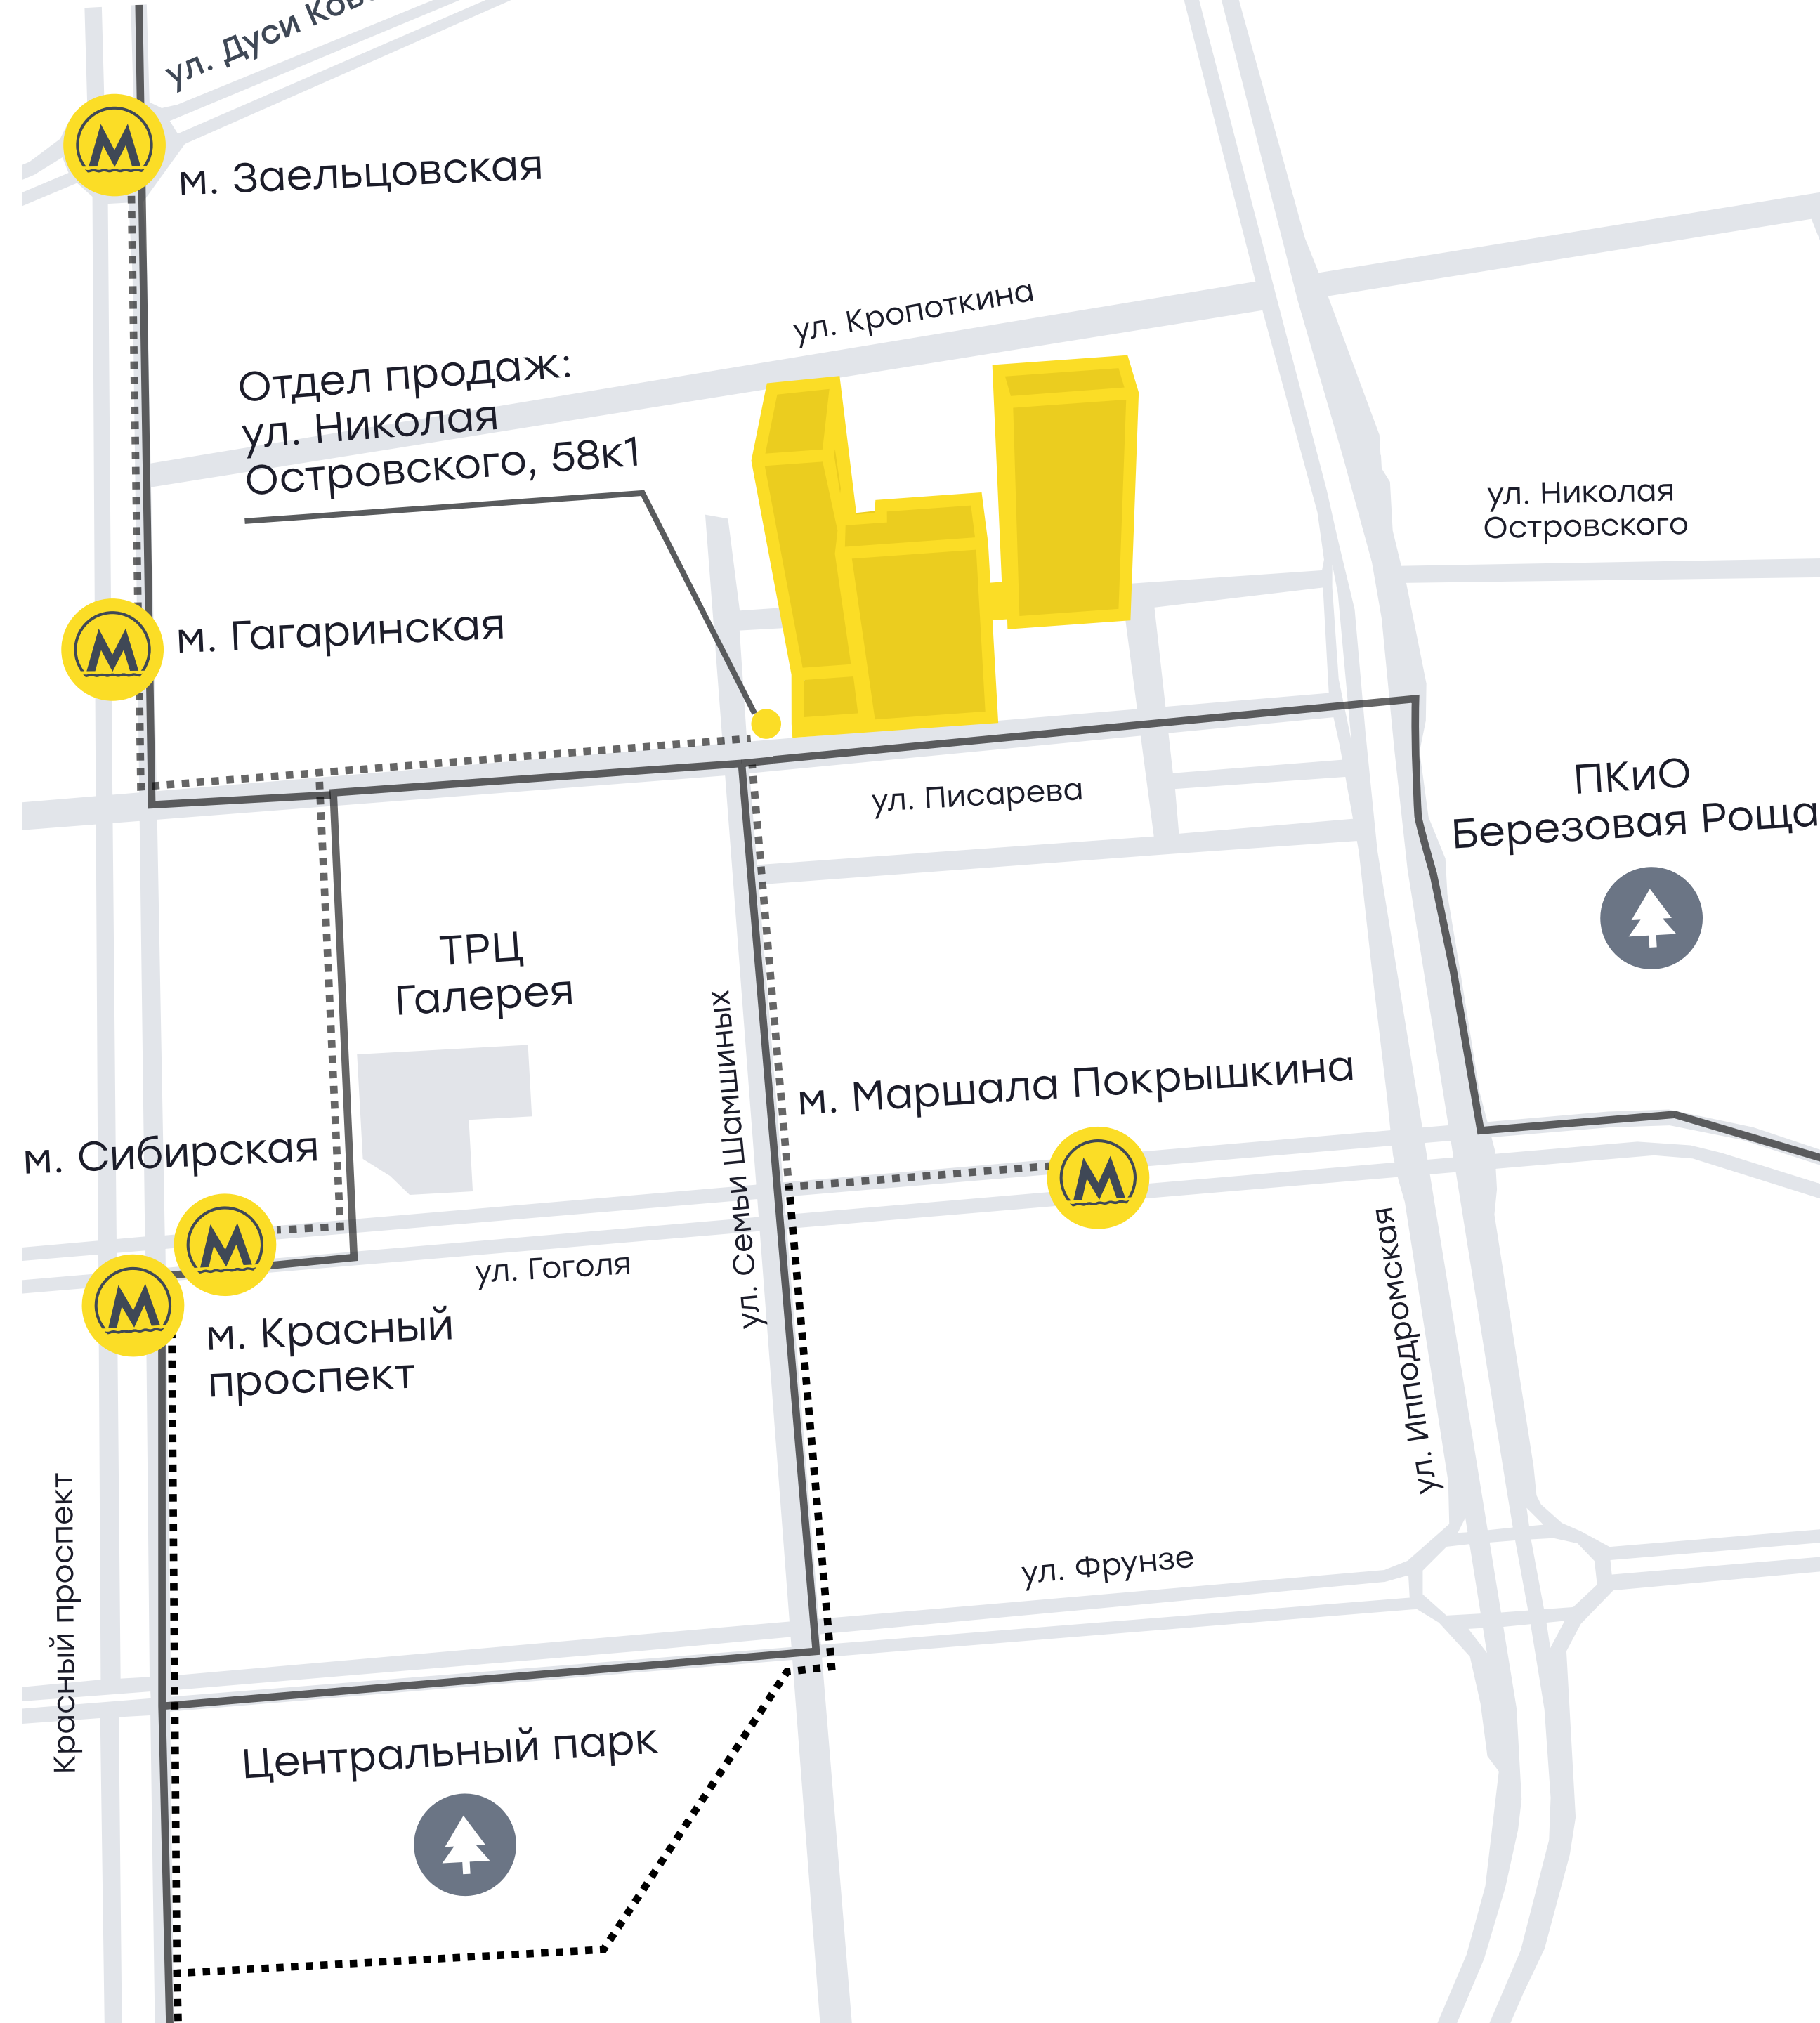 ул. Дуси
м. Заельцовская
ул. Кропоткина
Отдел продаж:
ул. Николая
Островского, 58к1
ул. Николая
Островского
м. Гагаринская
ПКиО
Березовая Роща
ул. Писарева
ТРЦ
Галерея
м. Маршала Покрышкина
м. Сибирская
ул. Семьи Шамшиных
ул. Гоголя
ул. Ипподромская
м. Красный
проспект
Красный проспект
ул. Фрунзе
Центральный парк